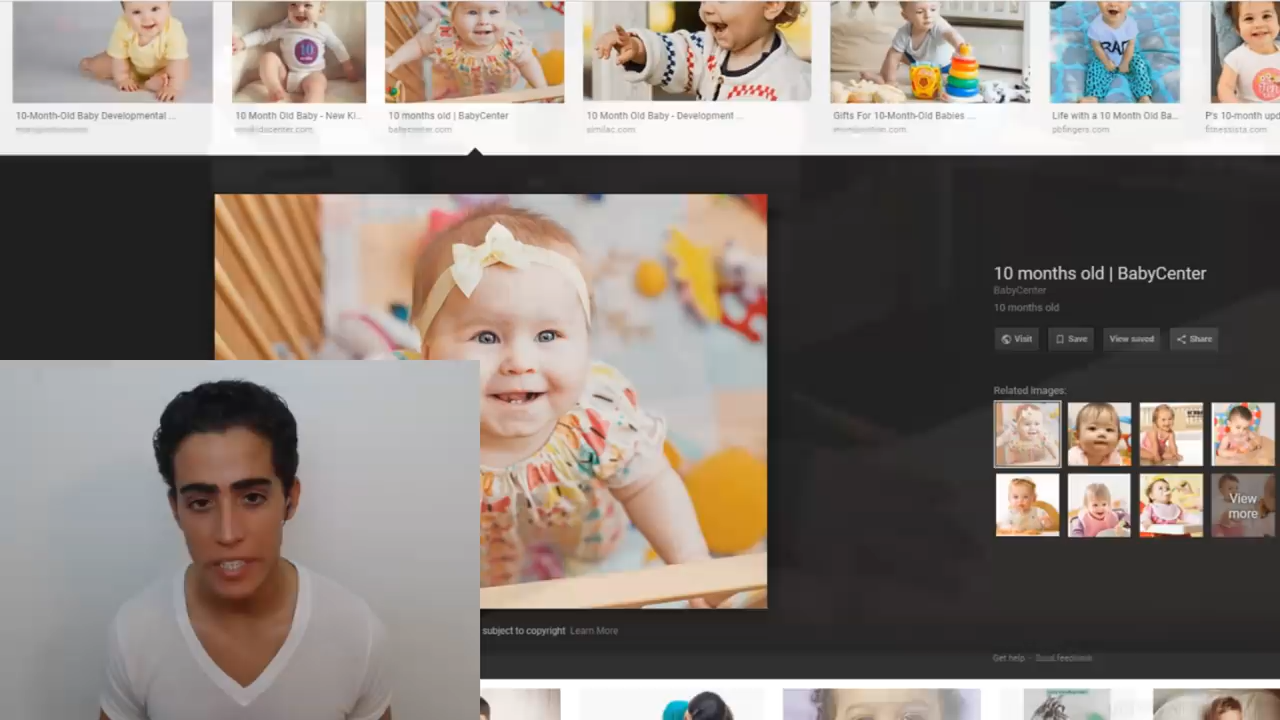 10-Month-Old Baby Developmental ...
10 Month Old Baby - New Ki...
10 months old | BabyCenter
10 Month Old Baby - Development ...
Gifts For 10-Month-Old Babies ...
Life with a 10 Month Old Ba...
P's 10-month upd
babycenter.com
similac.com
pbfingers.com
fitnessista.com
10
RAD
10 months old | BabyCenter
BabyCenter
10 months old
Visit
Save
View saved
Share
Related Images:
View
more
subject to copyright Learn More
Get help - Send feedback